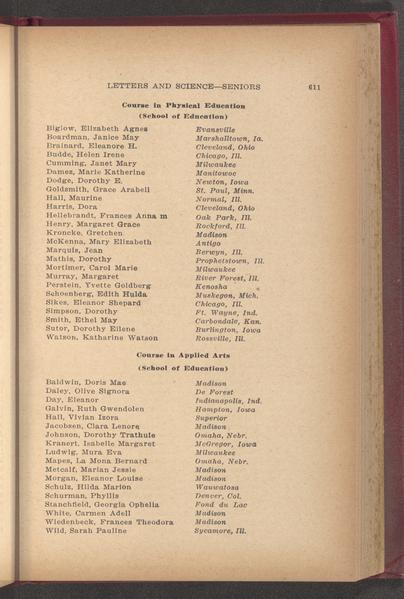 LETTERS AND SCIENCE—SENIORS 611
Course in Physical Education
(School of Education)
Biglow, Elizabeth Agnes Evansville
Boardman, Janice May Marshalltown, Ia.
Brainard, Eleanore H. Cleveland, Ohio
Budde, Helen Irene Chicago, Ill.
Cumming, Janet Mary Milwaukee
Dames, Marie Katherine Manitowoc
Dodge, Dorothy E. Newton, Iowa
Goldsmith, Grace Arabell St. Paul, Minn.
Hall, Maurine Normal, Ill.
Harris, Dora Cleveland, Ohio
Hellebrandt, Frances Anna m Oak Park, Ill.
Henry, Margaret Grace Rockford, Ill.
Kroncke, Gretchen Madison
McKenna, Mary Elizabeth Antigo
Marquis, Jean Berwyn, Ill.
Mathis, Dorothy Prophetstown, Ill.
Mortimer, Carol Marie Milwaukee
Murray, Margaret River Forest, Ill.
Perstein, Yvette Goldberg Kenosha
Schoenberg, Edith Hulda Muskegon, Mich.
Sikes, Eleanor Shepard Chicago, Ill.
Simpson, Dorothy Ft. Wayne, Ind.
Smith, Ethel May Carbondale, Kan.
Sutor, Dorothy Eilene Burlington, Iowa
Watson, Katharine Watson Rossville, Ill.
Course in Applied Arts
(School of Education)
Baldwin, Doris Mae Madison
Daley, Olive Signora De Forest
Day, Eleanor Indianapolis, Ind.
Galvin, Ruth Gwendolen Hampton, Iowa
Hall, Vivian Izora Superior
Jacobsen, Clara Lenore Madison
Johnson, Dorothy Trathule Omaha, Nebr.
Kranert, Isabelle Margaret McGregor, Iowa
Ludwig, Mura Eva Milwaukee
Mapes, La Mona Bernard Omaha, Nebr.
Metcalf, Marian Jessie Madison
Morgan, Eleanor Louise Madison
Schulz, Hilda Marion Wauwatosa
Schurman, Phyllis Denver, Col.
Stanchfield, Georgia Ophelia Fond du Lac
White, Carmen Adell Madison
Wiedenbeck, Frances Theodora Madison
Wild, Sarah Pauline Sycamore, Ill.